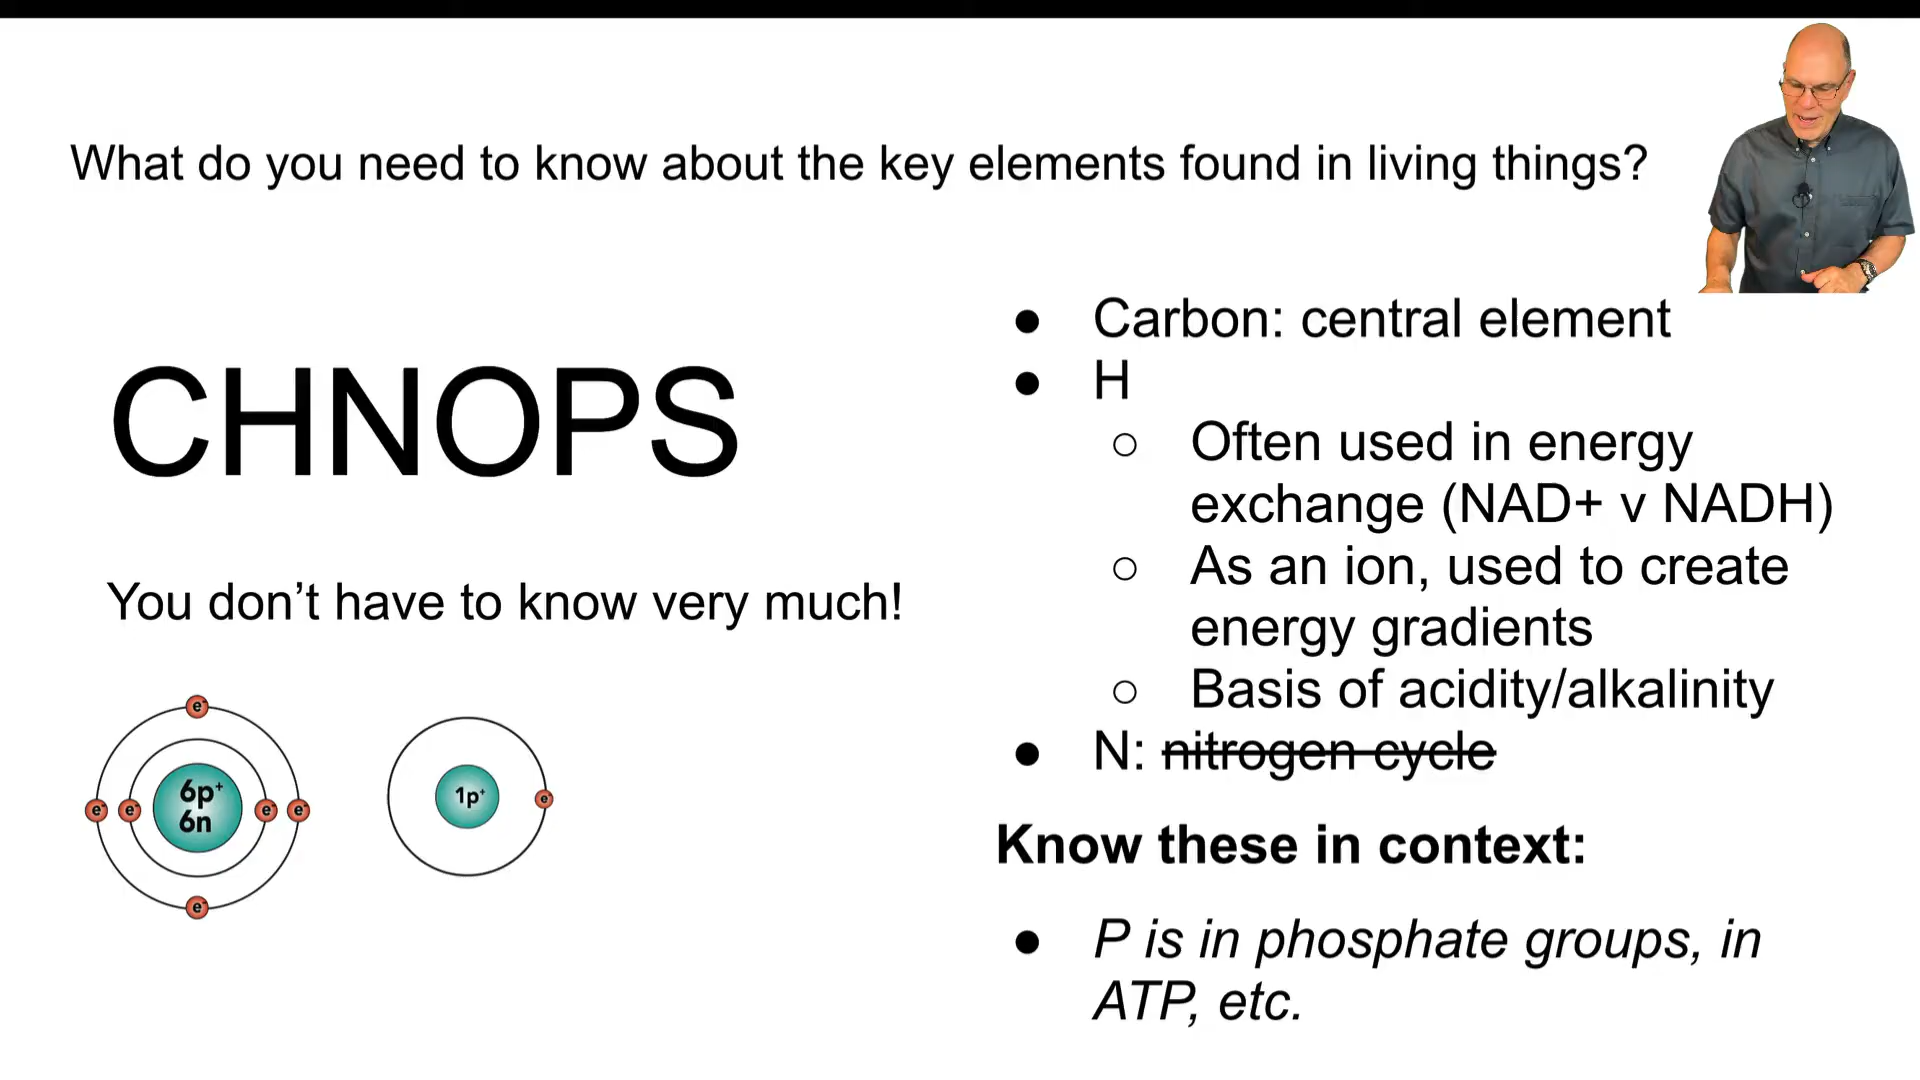 What do you need to know about the key elements found in living things?
CHNOPS
You don’t have to know very much!
e-
e-
e-
6p+
6n
e-
e-
e-
1p+
e-
● Carbon: central element
● H
○ Often used in energy
exchange (NAD+ v NADH)
○ As an ion, used to create
energy gradients
○ Basis of acidity/alkalinity
● N: nitrogen cycle
Know these in context:
● P is in phosphate groups, in
ATP, etc.